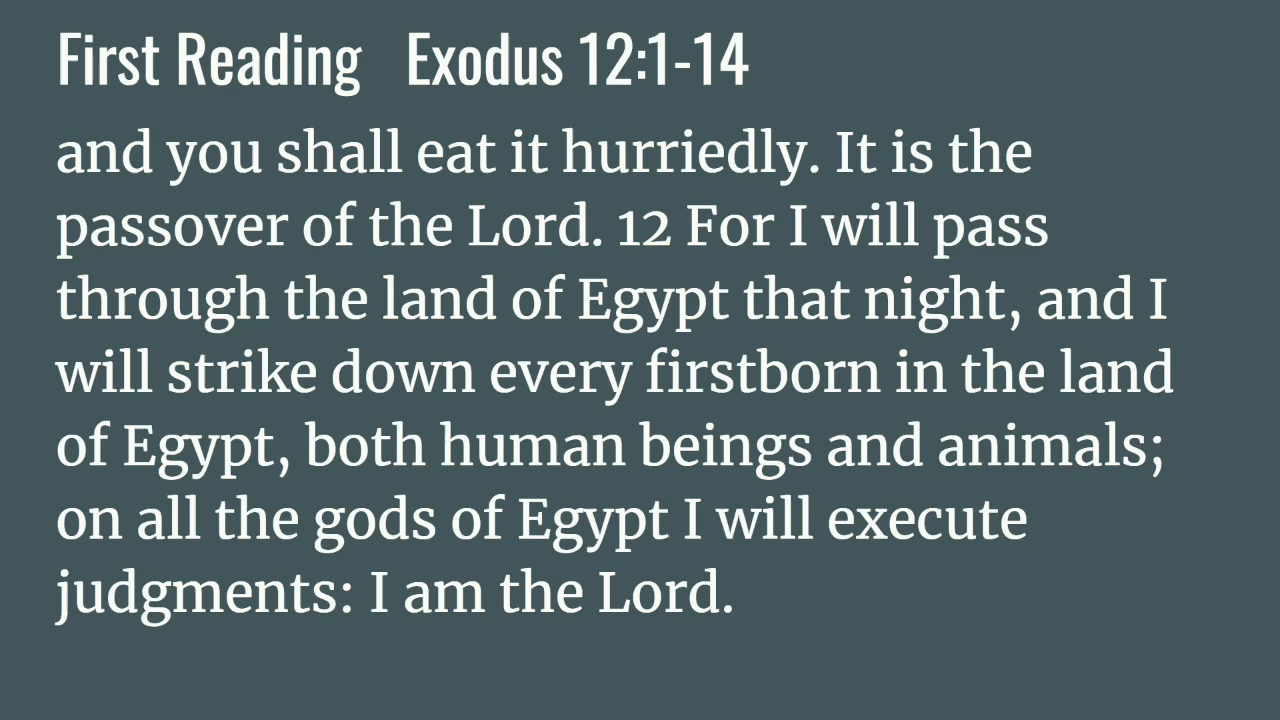 First Reading Exodus 12:1-14
and you shall eat it hurriedly. It is the
passover of the Lord. 12 For I will pass
through the land of Egypt that night, and I
will strike down every firstborn in the land
of Egypt, both human beings and animals;
on all the gods of Egypt I will execute
judgments: I am the Lord.